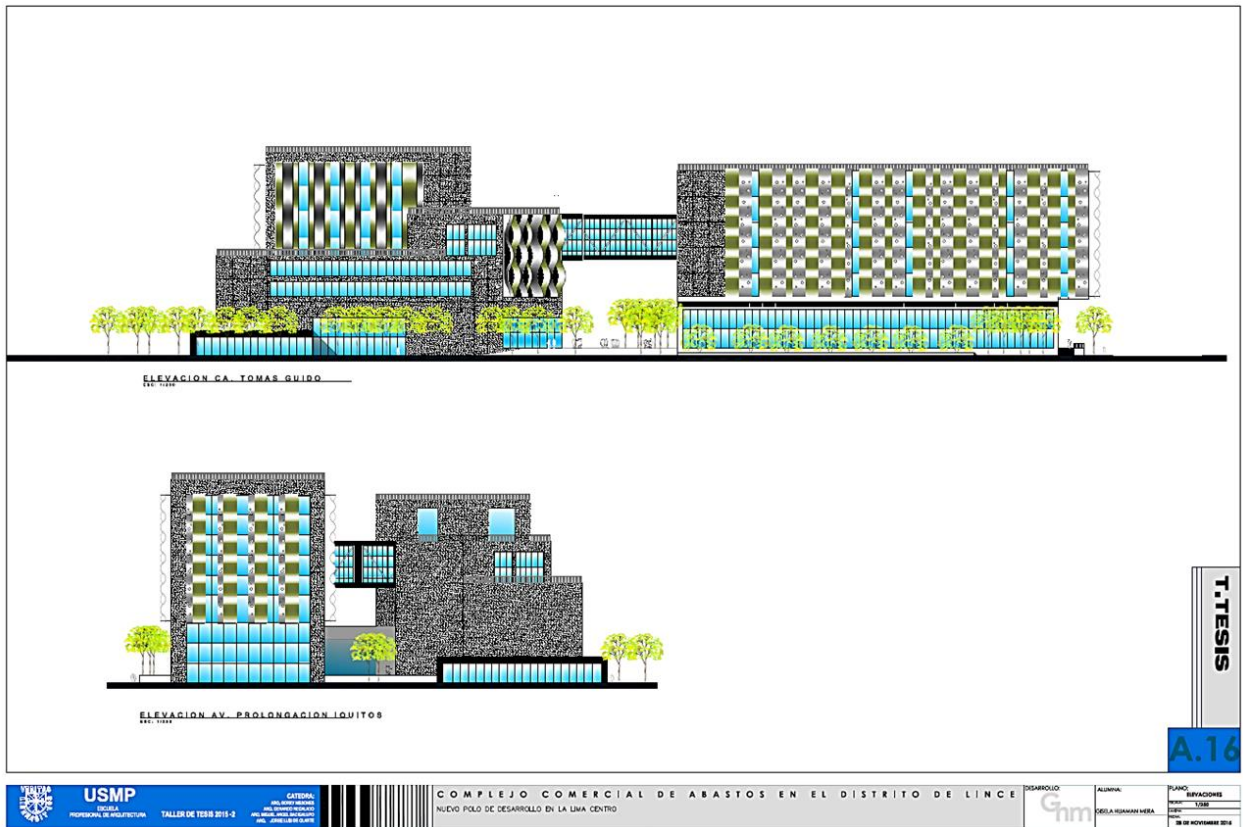 ELEVACION CA. TOMAS GUIDO
ELEVACION AV. PROLONGACION IQUITOS
T.TESIS
A.16
VERITAS
USMP
ESCUELA
PROFESIONAL DE ARQUITECTURA
TALLER DE TESIS 2015-2
CATEDRA:
COMPLEJO COMERCIAL DE ABASTOS EN EL DISTRITO DE LINCE
NUEVO POLO DE DESARROLLO EN LA LIMA CENTRO
DESARROLLO:
Ghm
ALUMNA:
PLANO:
ELEVACIONES